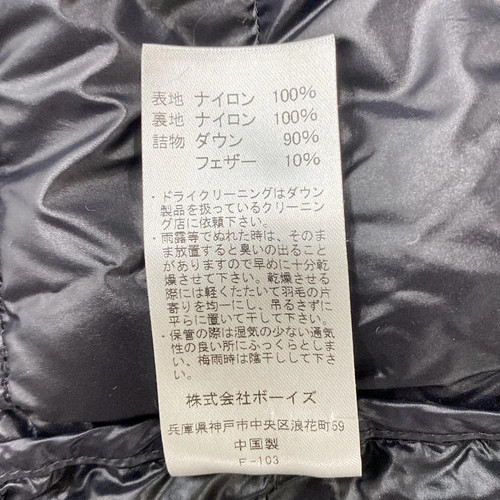 表地 ナイロン 100%
裏地 ナイロン 100%
詰物 ダウン 90%
フェザー 10%
・ドライクリーニングはダウン
製品を扱っているクリーニン
グ店に依頼下さい。
・雨露等でぬれた時は、そのま
ま放置すると臭いの出ること
がありますので早めに十分乾
燥させて下さい。乾燥させる
際には軽くたたいて羽毛の片
寄りを均一にし、吊るさずに
平らに置いて干して下さい。
・保管の際は湿気の少ない通気
性の良い所にふっくらとしま
い、梅雨時は陰干しして下さ
い。
株式会社ボーイズ
兵庫県神戸市中央区浪花町59
中国製
F-103